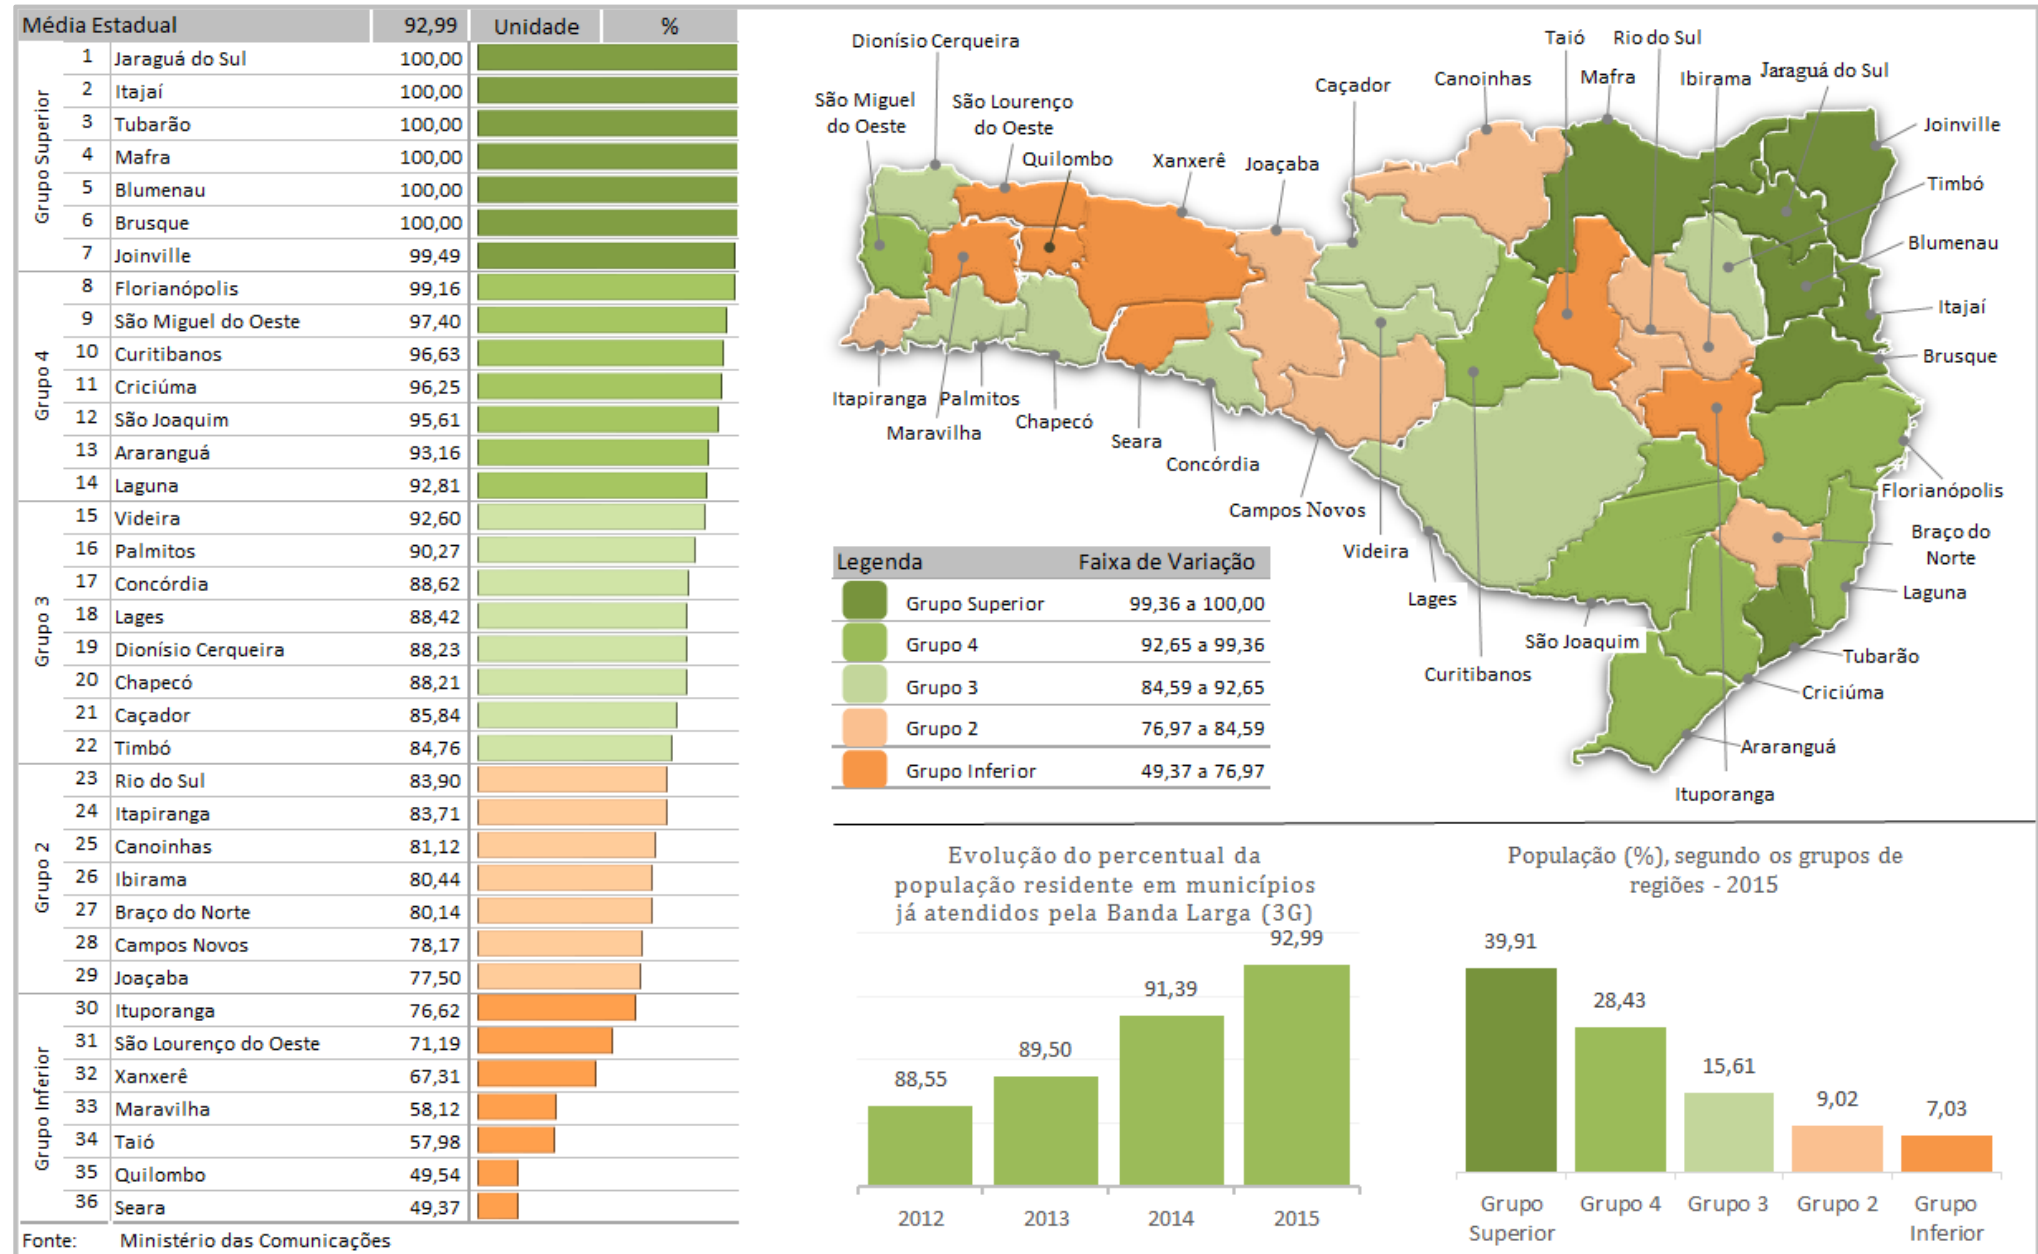 Média Estadual 92,99 Unidade %
Grupo Superior
1 Jaraguá do Sul 100,00
2 Itajaí 100,00
3 Tubarão 100,00
4 Mafra 100,00
5 Blumenau 100,00
6 Brusque 100,00
7 Joinville 99,49
Grupo 4
8 Florianópolis 99,16
9 São Miguel do Oeste 97,40
10 Curitibanos 96,63
11 Criciúma 96,25
12 São Joaquim 95,61
13 Araranguá 93,16
14 Laguna 92,81
Grupo 3
15 Videira 92,60
16 Palmitos 90,27
17 Concórdia 88,62
18 Lages 88,42
19 Dionísio Cerqueira 88,23
20 Chapecó 88,21
21 Caçador 85,84
22 Timbó 84,76
Grupo 2
23 Rio do Sul 83,90
24 Itapiranga 83,71
25 Canoinhas 81,12
26 Ibirama 80,44
27 Braço do Norte 80,14
28 Campos Novos 78,17
29 Joaçaba 77,50
Grupo Inferior
30 Ituporanga 76,62
31 São Lourenço do Oeste 71,19
32 Xanxerê 67,31
33 Maravilha 58,12
34 Taió 57,98
35 Quilombo 49,54
36 Seara 49,37
Fonte: Ministério das Comunicações
Dionísio Cerqueira
São Miguel
do Oeste
São Lourenço
do Oeste
Quilombo
Xanxerê
Joaçaba
Caçador
Canoinhas
Taió
Mafra
Rio do Sul
Ibirama
Jaraguá do Sul
Joinville
Timbó
Blumenau
Itajaí
Brusque
Itapiranga
Palmitos
Maravilha
Chapecó
Seara
Concórdia
Campos Novos
Videira
Lages
Curitibanos
São Joaquim
Florianópolis
Braço do
Norte
Laguna
Tubarão
Criciúma
Araranguá
Ituporanga
Legenda Faixa de Variação
Grupo Superior 99,36 a 100,00
Grupo 4 92,65 a 99,36
Grupo 3 84,59 a 92,65
Grupo 2 76,97 a 84,59
Grupo Inferior 49,37 a 76,97
Evolução do percentual da
população residente em municípios
já atendidos pela Banda Larga (3G)
88,55
89,50
91,39
92,99
2012 2013 2014 2015
População (%), segundo os grupos de
regiões - 2015
39,91
28,43
15,61
9,02
7,03
Grupo
Superior
Grupo 4
Grupo 3
Grupo 2
Grupo
Inferior